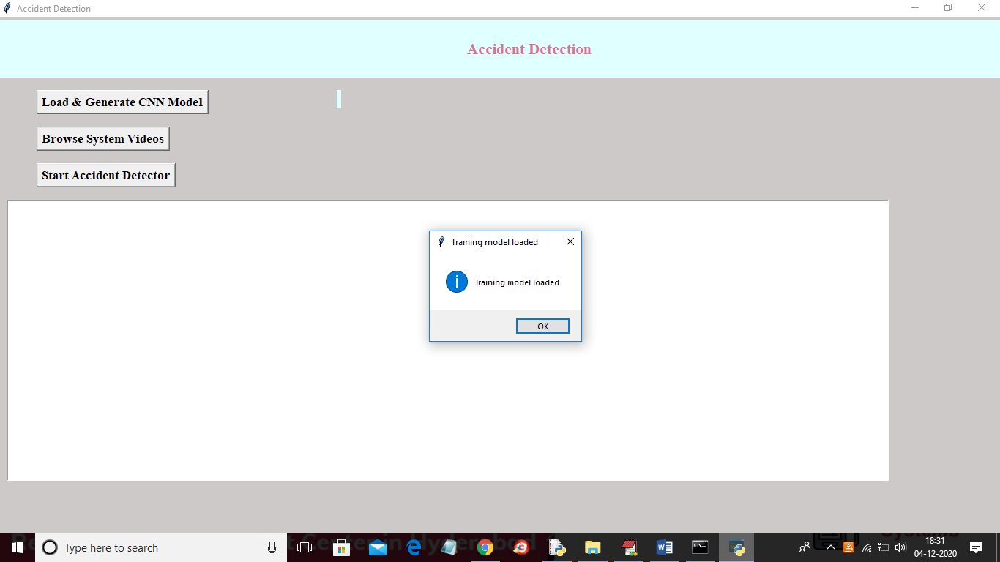 Accident Detection
Accident Detection
Load & Generate CNN Model
Browse System Videos
Start Accident Detector
Training model loaded
Training model loaded
OK
Type here to search
18:31
04-12-2020